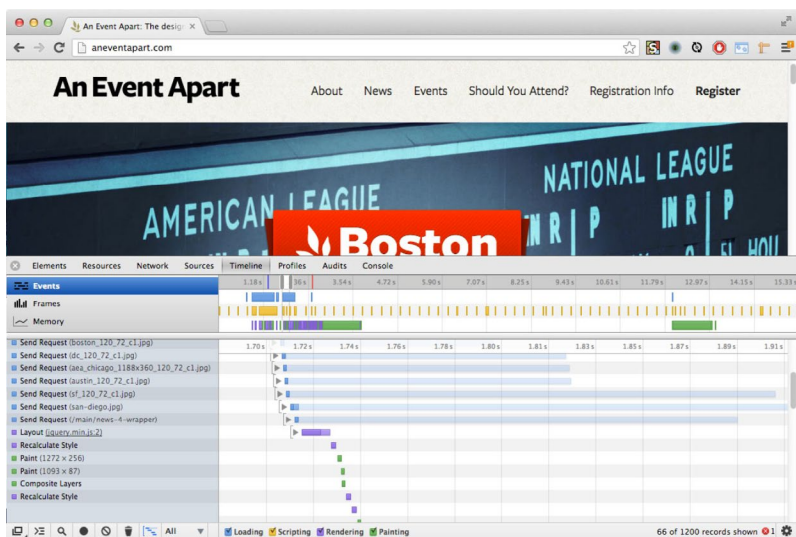 An Event Apart: The desig
aneventapart.com
An Event Apart
About News Events Should You Attend? Registration Info Register
AMERICAN LEAGUE
NATIONAL LEAGUE
IN R P IN R P
IN R P
HOU
Boston
Elements Resources Network Sources Timeline Profiles Audits Console
Events
1.18 s 36 s 3.54 s 4.72 s 5.90 s 7.07 s 8.25 s 9.43 s 10.61 s 11.79 s 12.97 s 14.15 s 15.33
Frames
Memory
1.70 s 1.72 s 1.74 s 1.76 s 1.78 s 1.80 s 1.81 s 1.83 s 1.85 s 1.87 s 1.89 s 1.91 s
Send Request (boston_120_72_c1.jpg)
Send Request (dc_120_72_c1.jpg)
Send Request (aea_chicago_1188x360_120_72_c1.jpg)
Send Request (austin_120_72_c1.jpg)
Send Request (sf_120_72_c1.jpg)
Send Request (san-diego.jpg)
Send Request (/main/news-4-wrapper)
Layout (jquery.min.js:2)
Recalculate Style
Paint (1272 × 256)
Paint (1093 × 87)
Composite Layers
Recalculate Style
All Loading Scripting Rendering Painting 66 of 1200 records shown 1